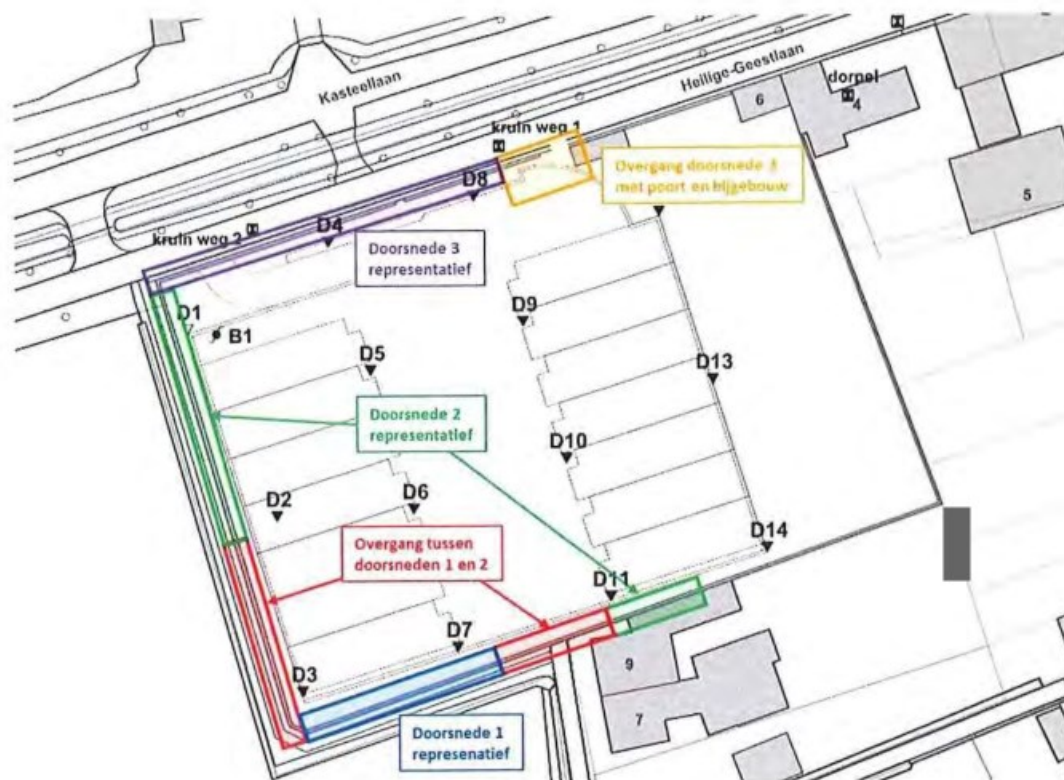 Kasteellaan
Heilige-Geestlaan
dorpel
6
4
kruin weg 1
Overgang doorsnede 3
met poort en bijgebouw
5
D8
kruin weg 2
D4
Doorsnede 3
representatief
D1
B1
D9
D5
D13
Doorsnede 2
representatief
D10
D2
D6
Overgang tussen
doorsneden 1 en 2
D14
D11
D7
D3
9
7
Doorsnede 1
represenatief